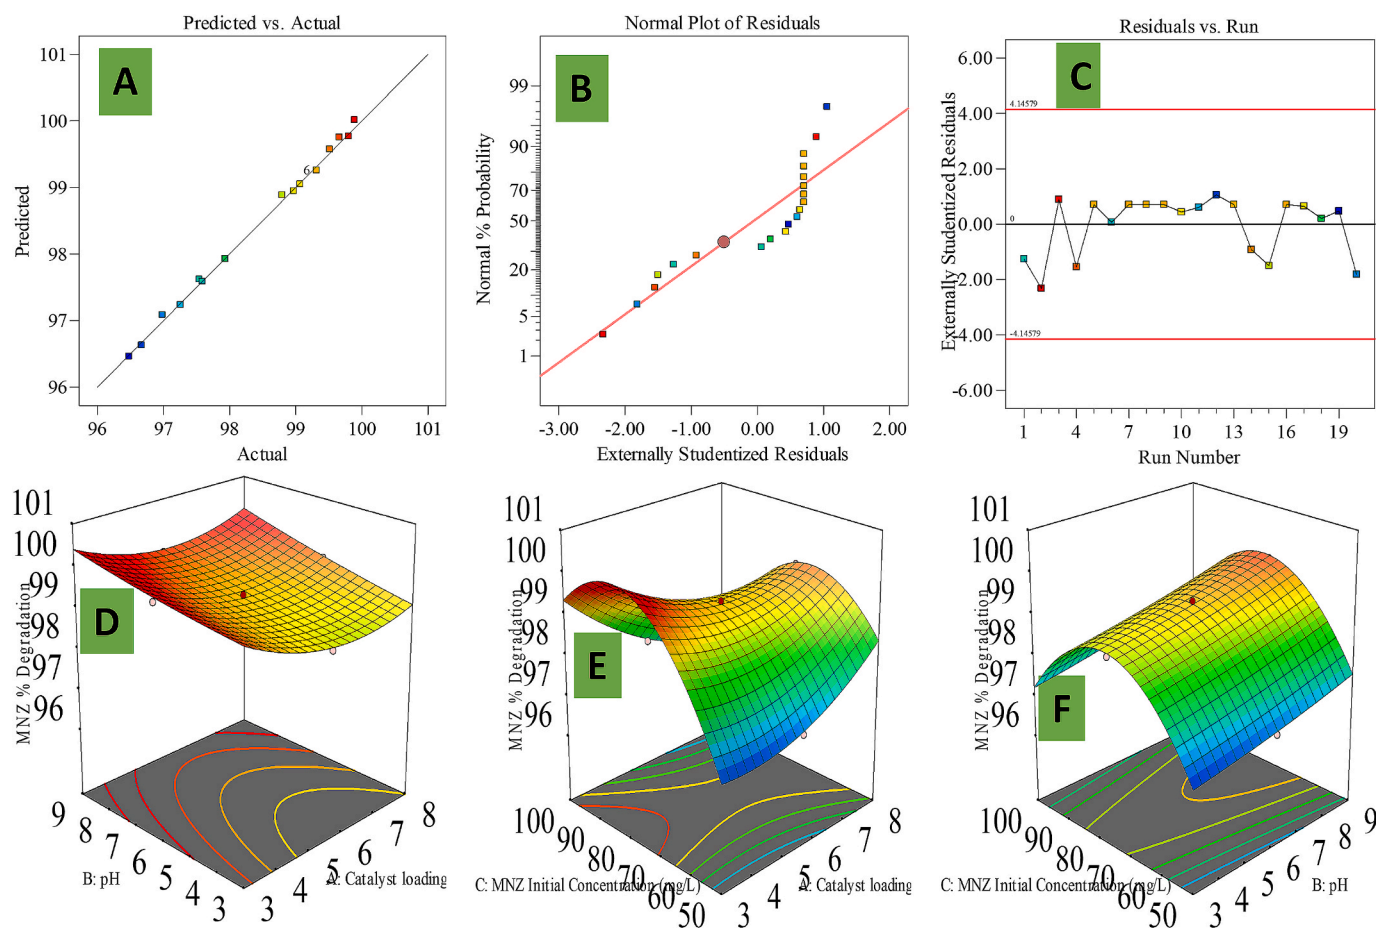 Predicted vs. Actual
A
101
100
99
98
97
96
6
Predicted
96 97 98 99 100 101
Actual
Normal Plot of Residuals
B
99
90
70
50
20
5
1
Normal % Probability
-3.00 -2.00 -1.00 0.00 1.00 2.00
Externally Studentized Residuals
Residuals vs. Run
C
6.00
4.00
2.00
0.00
-2.00
-4.00
-6.00
4.14579
0
-4.14579
Externally Studentized Residuals
1 4 7 10 13 16 19
Run Number
101
100
99
98
97
96
D
MNZ % Degradation
9 8 7 6 5 4 3
B: pH
3 4 5 6 7 8
A: Catalyst loading
101
100
99
98
97
96
E
MNZ % Degradation
100 90 80 70 60 50
C: MNZ Initial Concentration (mg/L)
3 4 5 6 7 8
A: Catalyst loading
101
100
99
98
97
96
F
MNZ % Degradation
100 90 80 70 60 50
C: MNZ Initial Concentration (mg/L)
3 4 5 6 7 8 9
B: pH